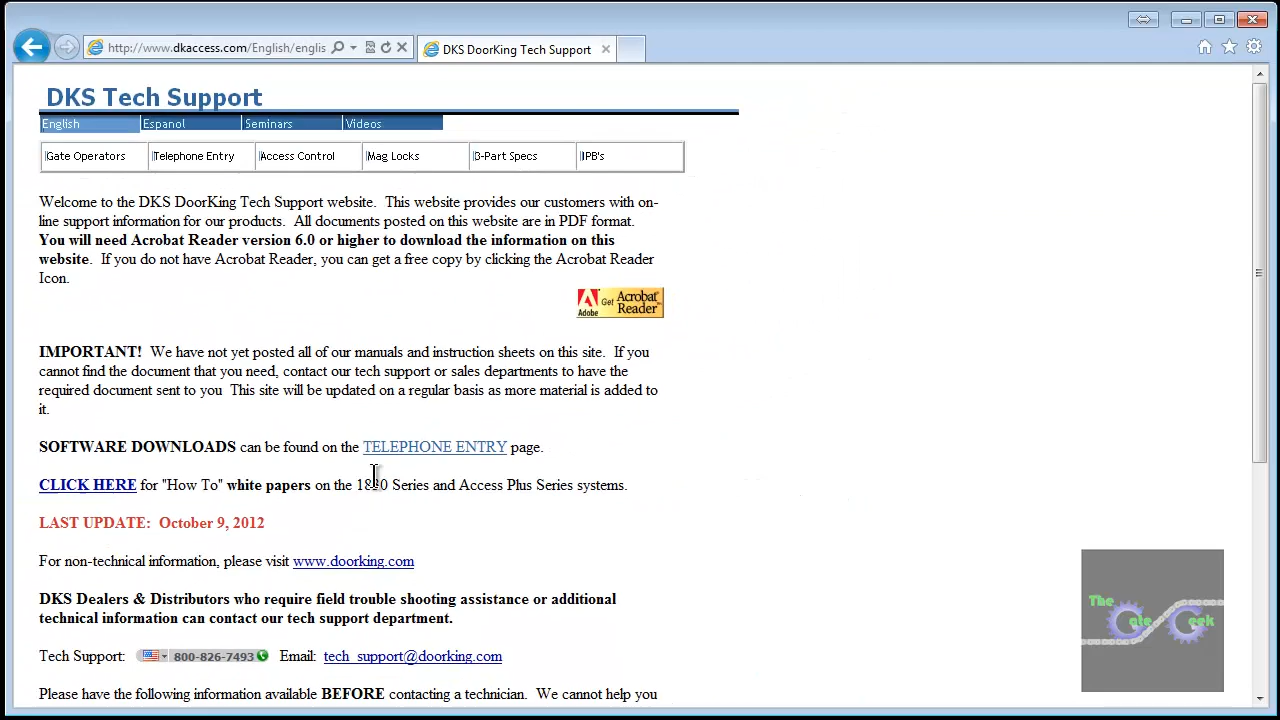 http://www.dkaccess.com/English/englis
DKS DoorKing Tech Support
DKS Tech Support
English Espanol Seminars Videos
Gate Operators Telephone Entry Access Control Mag Locks B-Part Specs IPB's
Welcome to the DKS DoorKing Tech Support website. This website provides our customers with on-
line support information for our products. All documents posted on this website are in PDF format.
You will need Acrobat Reader version 6.0 or higher to download the information on this
website. If you do not have Acrobat Reader, you can get a free copy by clicking the Acrobat Reader
Icon.
Get Acrobat
Adobe Reader
IMPORTANT! We have not yet posted all of our manuals and instruction sheets on this site. If you
cannot find the document that you need, contact our tech support or sales departments to have the
required document sent to you This site will be updated on a regular basis as more material is added to
it.
SOFTWARE DOWNLOADS can be found on the TELEPHONE ENTRY page.
CLICK HERE for "How To" white papers on the Series and Access Plus Series systems.
LAST UPDATE: October 9, 2012
For non-technical information, please visit www.doorking.com
DKS Dealers & Distributors who require field trouble shooting assistance or additional
technical information can contact our tech support department.
Tech Support: 800-826-7493 Email: tech_support@doorking.com
Please have the following information available BEFORE contacting a technician. We cannot help you
The
Gate Geek